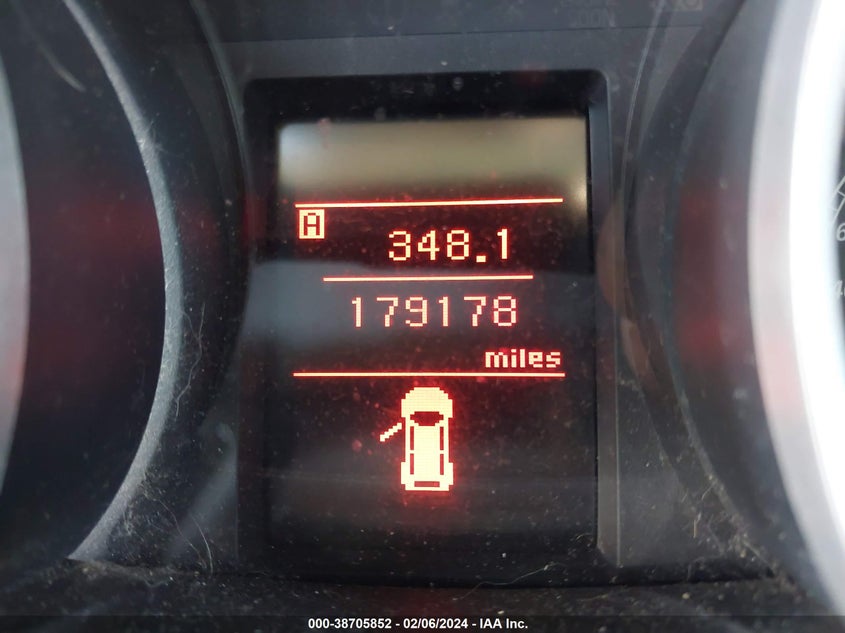 A
348.1
179178
miles
000-38705852 - 02/06/2024 - IAA Inc.